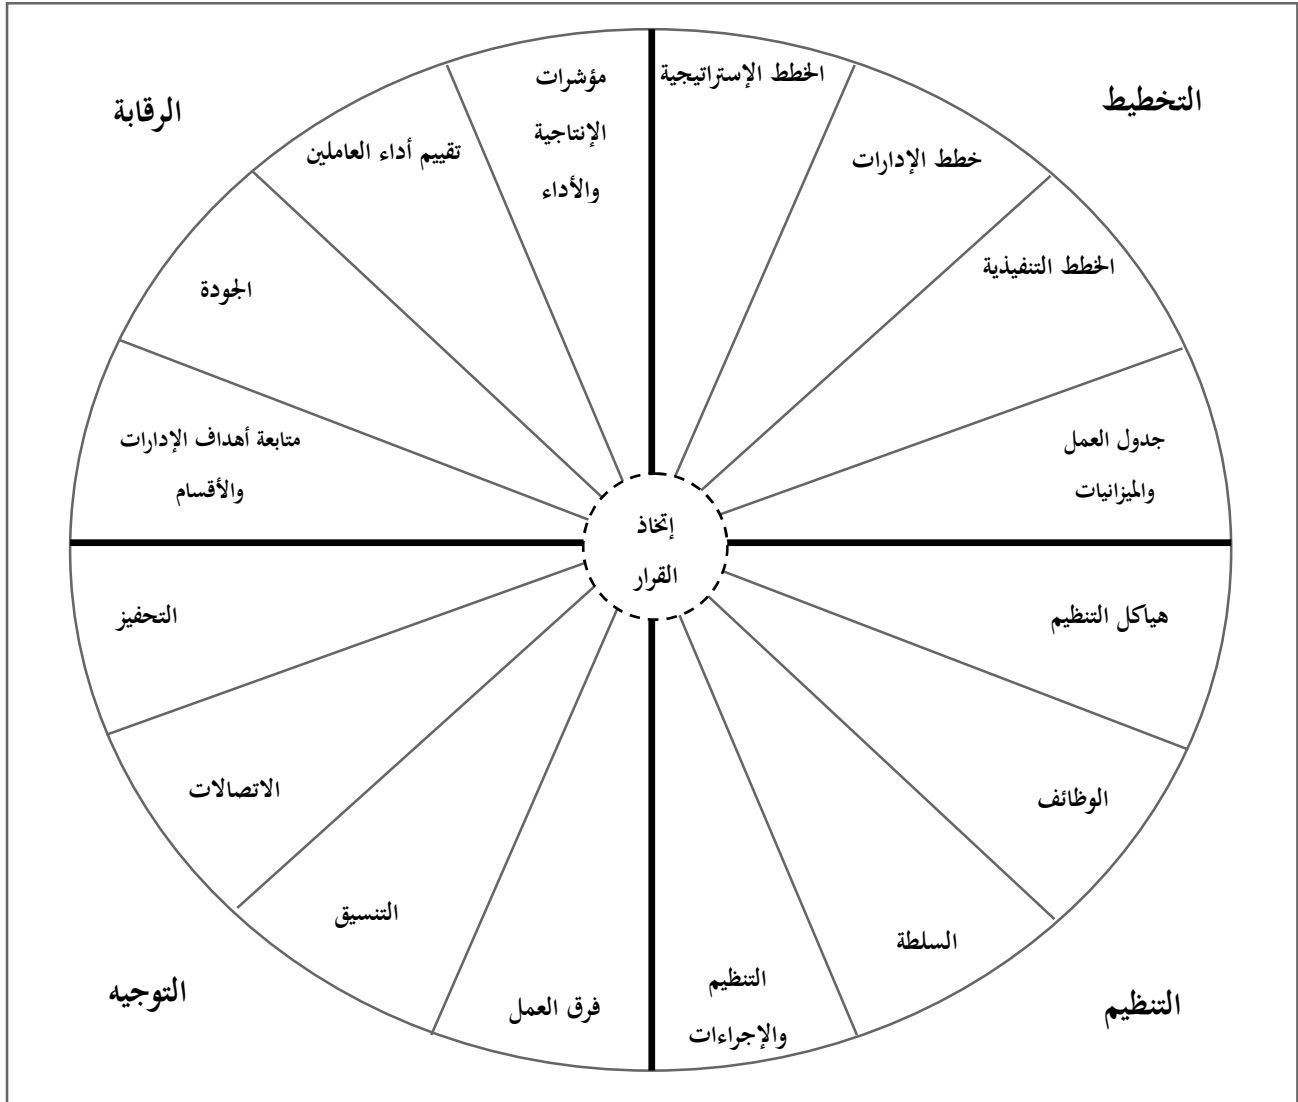 التخطيط
الخطط الإستراتيجية
خطط الإدارات
الخطط التنفيذية
جدول العمل
والميزانيات
التنظيم
هياكل التنظيم
الوظائف
السلطة
التنظيم
والإجراءات
التوجيه
فرق العمل
التنسيق
الاتصالات
التحفيز
الرقابة
متابعة أهداف الإدارات
والأقسام
الجودة
تقييم أداء العاملين
مؤشرات
الإنتاجية
والأداء
إتخاذ
القرار